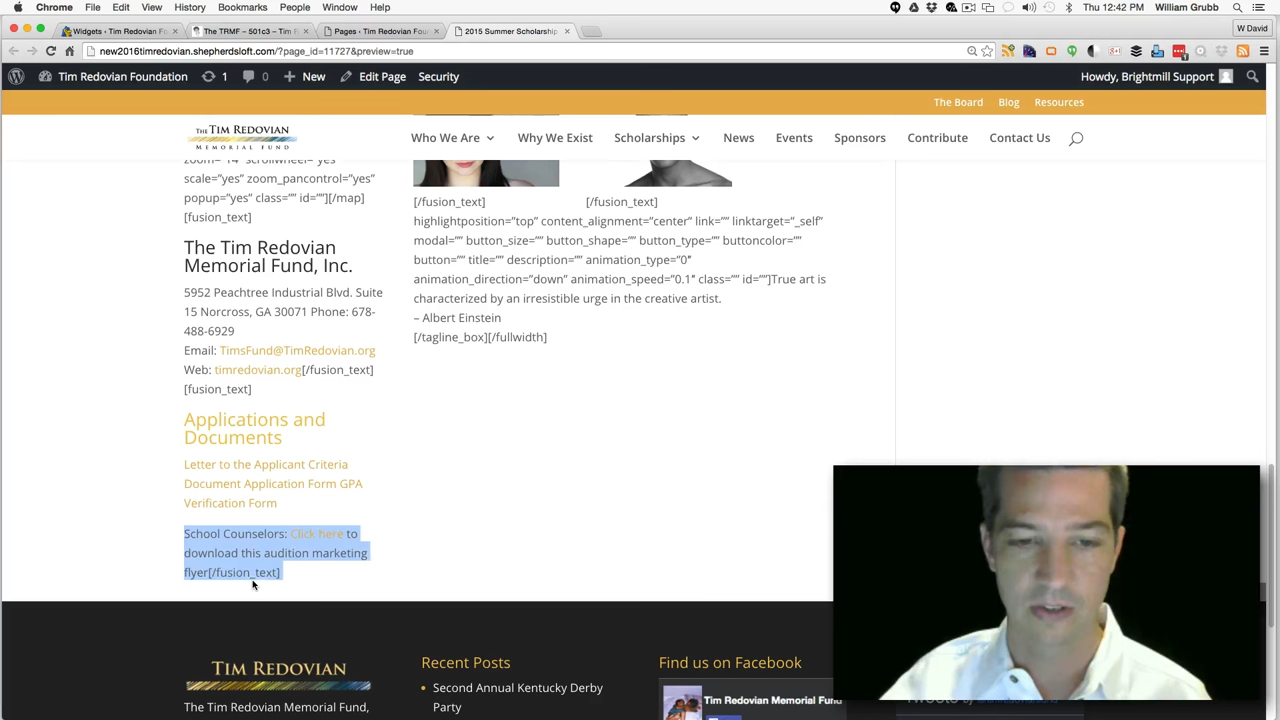 Chrome File Edit View History Bookmarks People Window Help
Thu 12:42 PM William Grubb
Widgets ‹ Tim Redovian Fou
The TRMF – 501c3 – Tim R
Pages ‹ Tim Redovian Foun
2015 Summer Scholarship
W David
new2016timredovian.shepherdsloft.com/?page_id=11727&preview=true
Tim Redovian Foundation 1 0 New Edit Page Security
Howdy, Brightmill Support
The Board Blog Resources
THE TIM REDOVIAN
MEMORIAL FUND
Who We Are Why We Exist Scholarships News Events Sponsors Contribute Contact Us
zoom="14" scrollwheel="yes"
scale="yes" zoom_pancontrol="yes"
popup="yes" class="" id=""][/map]
[fusion_text]
The Tim Redovian
Memorial Fund, Inc.
5952 Peachtree Industrial Blvd. Suite
15 Norcross, GA 30071 Phone: 678-
488-6929
Email: TimsFund@TimRedovian.org
Web: timredovian.org[/fusion_text]
[fusion_text]
Applications and
Documents
Letter to the Applicant Criteria
Document Application Form GPA
Verification Form
School Counselors: Click here to
download this audition marketing
flyer[/fusion_text]
[/fusion_text] [/fusion_text]
highlightposition="top" content_alignment="center" link="" linktarget="_self"
modal="" button_size="" button_shape="" button_type="" buttoncolor=""
button="" title="" description="" animation_type="0″
animation_direction="down" animation_speed="0.1″ class="" id=""]True art is
characterized by an irresistible urge in the creative artist.
– Albert Einstein
[/tagline_box][/fullwidth]
TIM REDOVIAN
The Tim Redovian Memorial Fund,
Recent Posts
Second Annual Kentucky Derby
Party
Find us on Facebook
Tim Redovian Memorial Fund